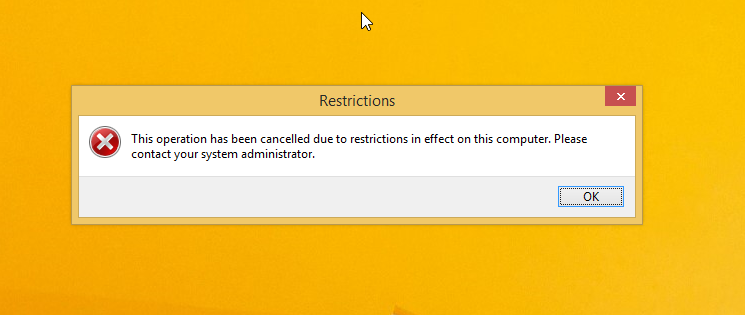 Restrictions
This operation has been cancelled due to restrictions in effect on this computer. Please
contact your system administrator.
OK